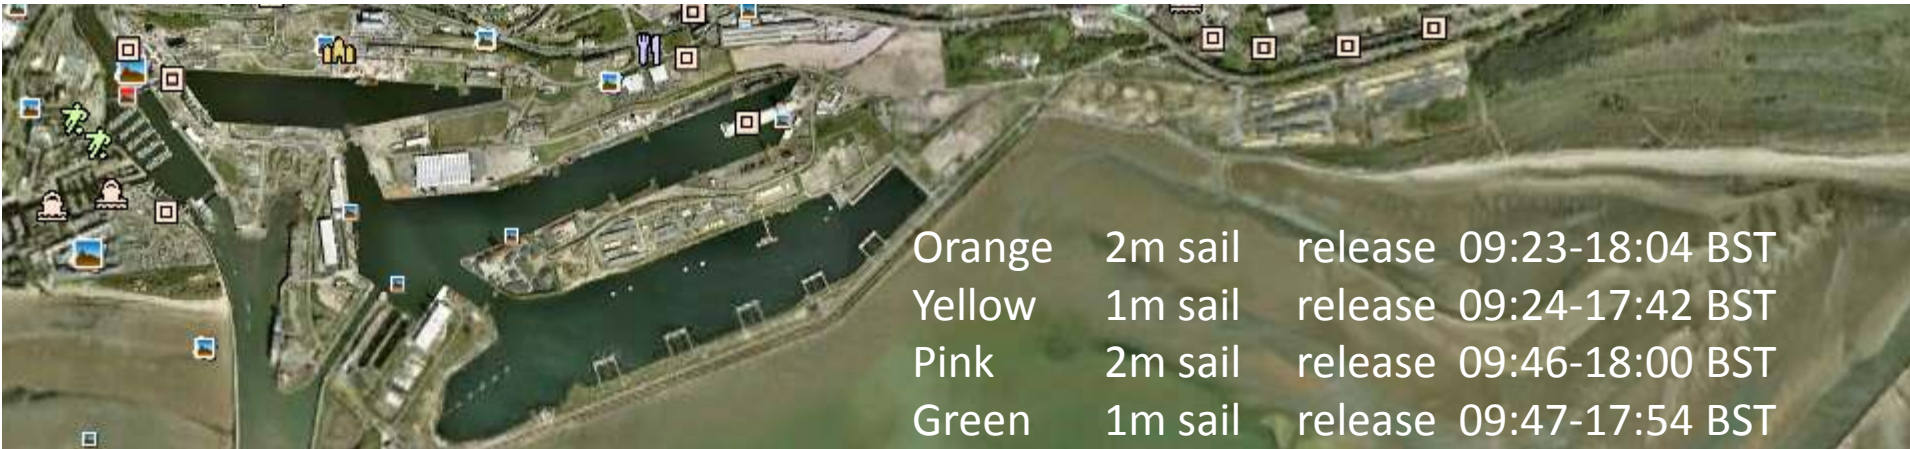 Orange 2m sail release 09:23-18:04 BST
Yellow 1m sail release 09:24-17:42 BST
Pink 2m sail release 09:46-18:00 BST
Green 1m sail release 09:47-17:54 BST